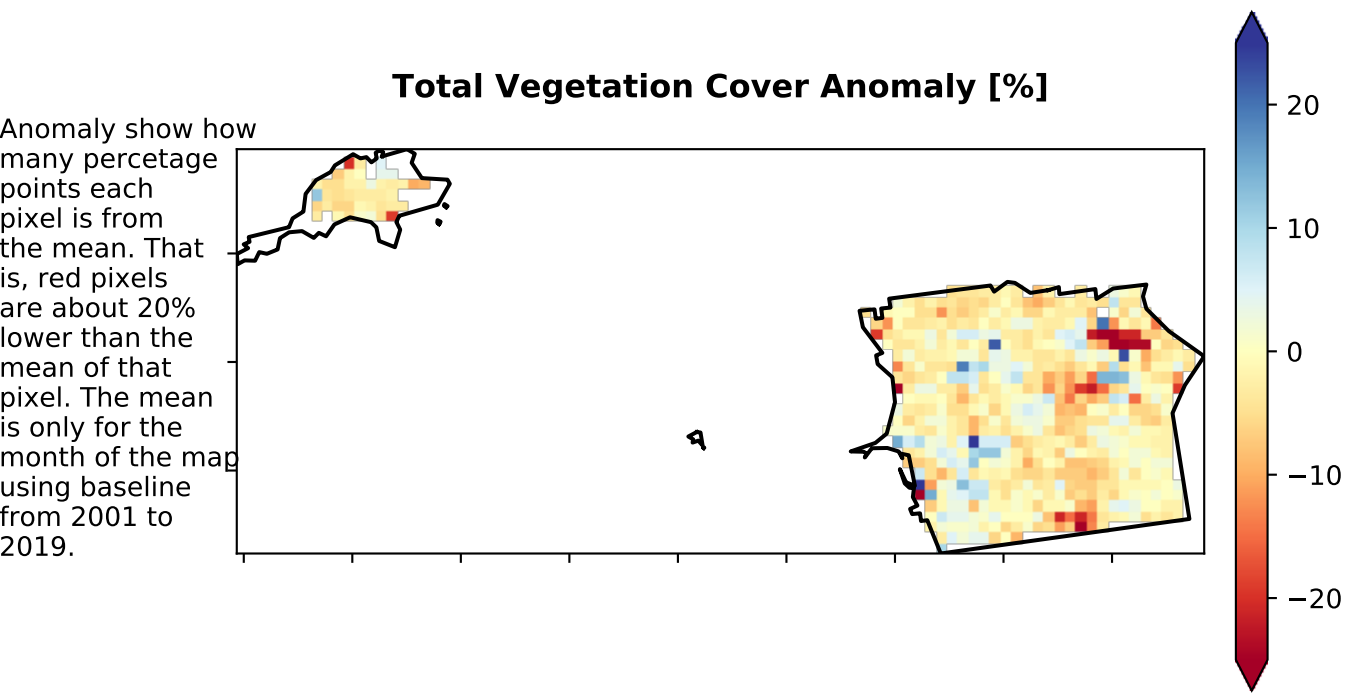 Total Vegetation Cover Anomaly [%]
Anomaly show how
many percetage
points each
pixel is from
the mean. That
is, red pixels
are about 20%
lower than the
mean of that
pixel. The mean
is only for the
month of the map
using baseline
from 2001 to
2019.
20
10
0
−10
−20